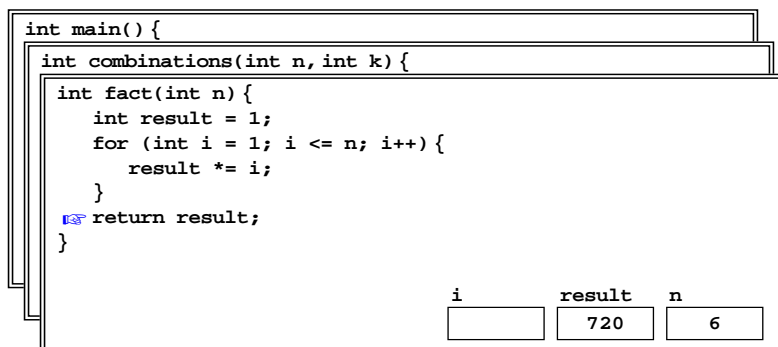 int main() {
int combinations(int n, int k) {
int fact(int n) {
int result = 1;
for (int i = 1; i <= n; i++) {
result *= i;
}
return result;
}
i result n
720 6